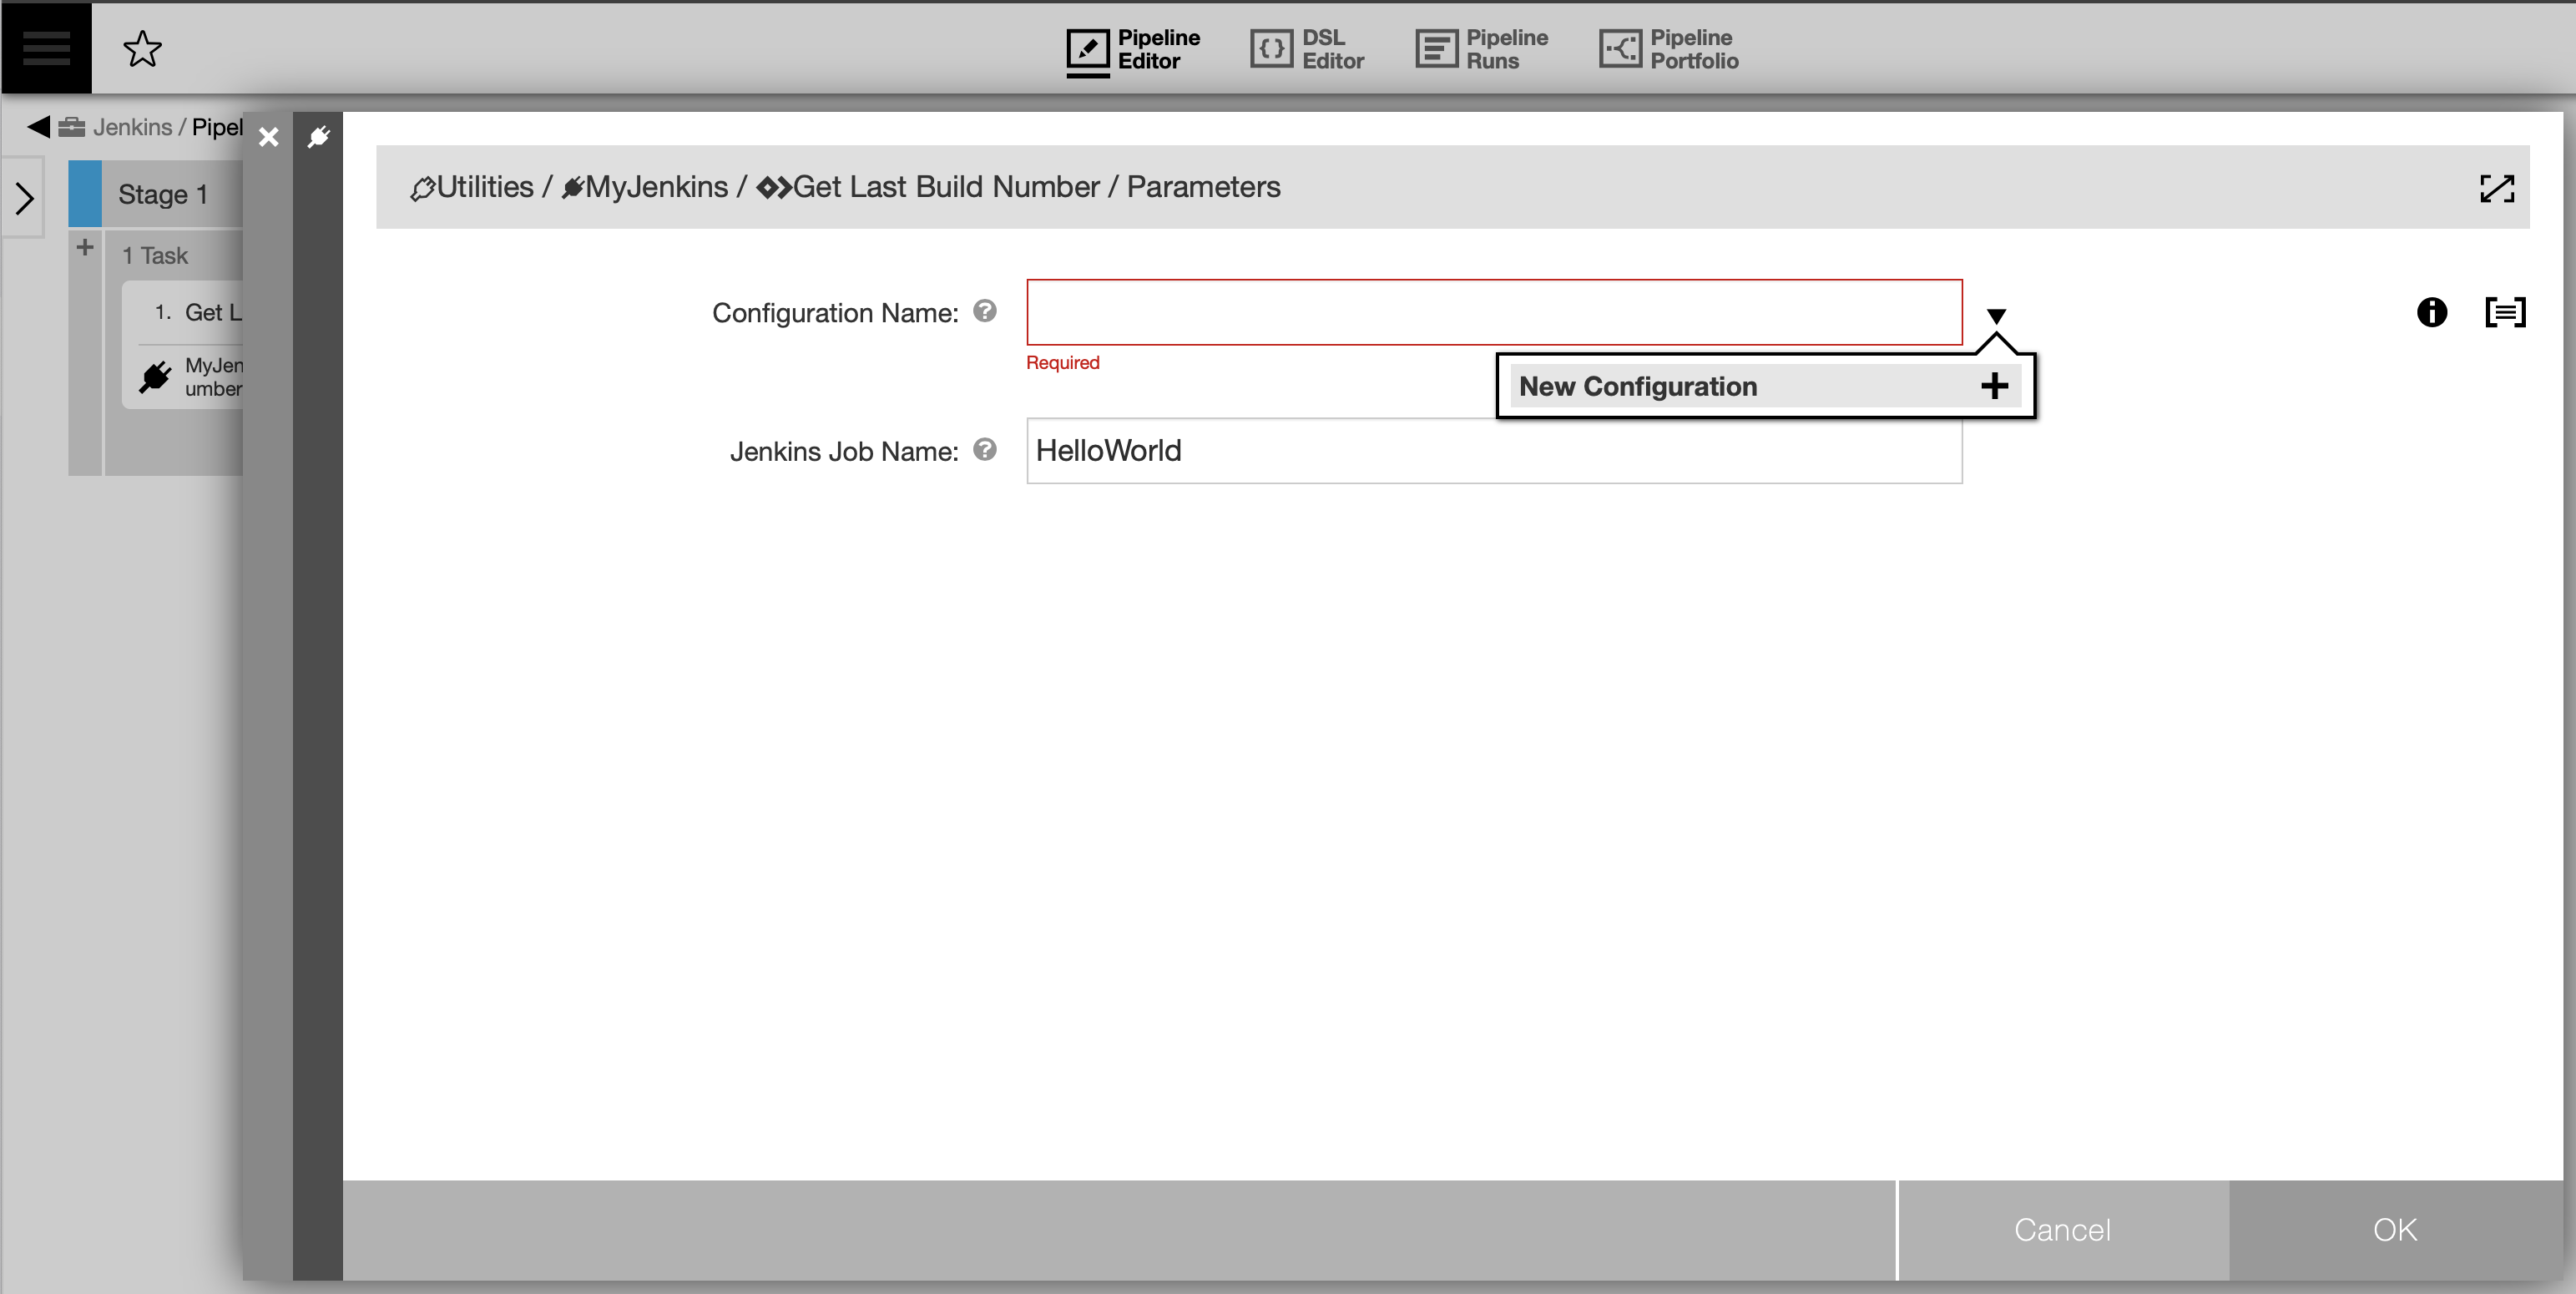 Pipeline
Editor
DSL
Editor
Pipeline
Runs
Pipeline
Portfolio
Jenkins / Pipel
Stage 1
1 Task
1. Get L
MyJen
umber
Utilities / MyJenkins / Get Last Build Number / Parameters
Configuration Name:
Required
New Configuration
Jenkins Job Name:
HelloWorld
Cancel
OK